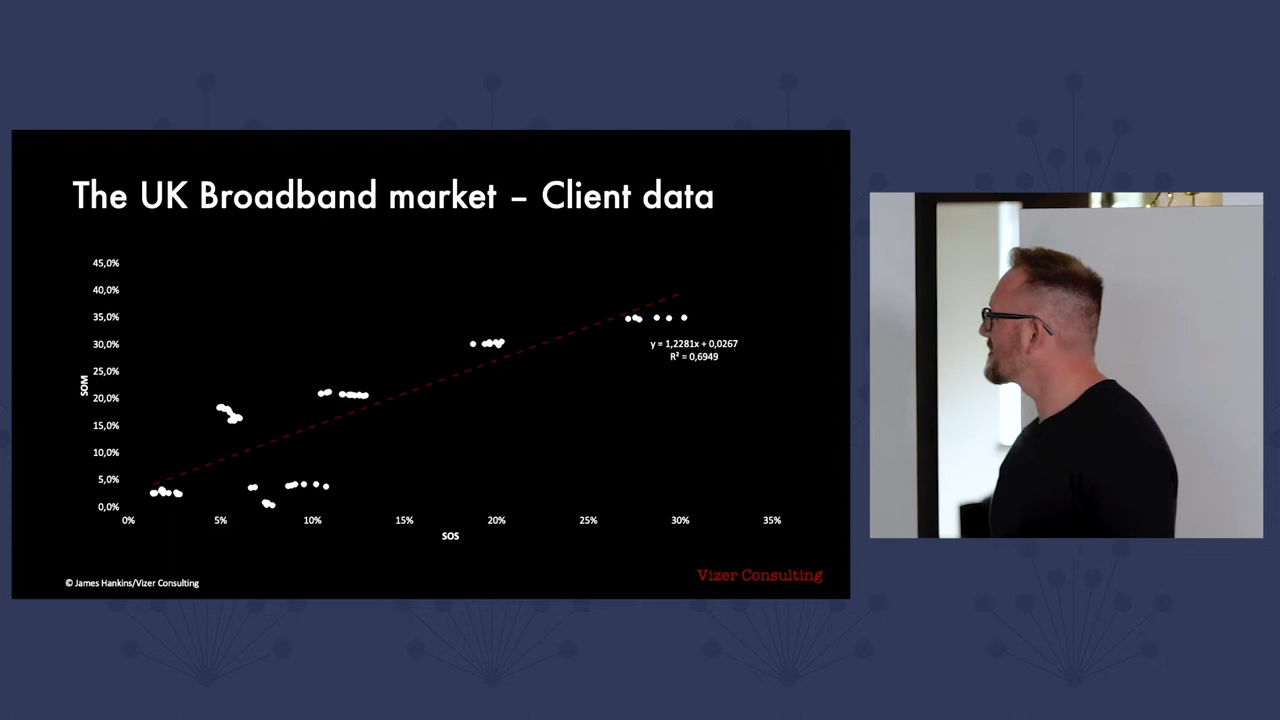 The UK Broadband market – Client data
45,0%
40,0%
35,0%
30,0%
25,0%
20,0%
15,0%
10,0%
5,0%
0,0%
SOM
y = 1,2281x + 0,0267
R² = 0,6949
0%
5%
10%
15%
20%
25%
30%
35%
SOS
© James Hankins/Vizer Consulting
Vizer Consulting